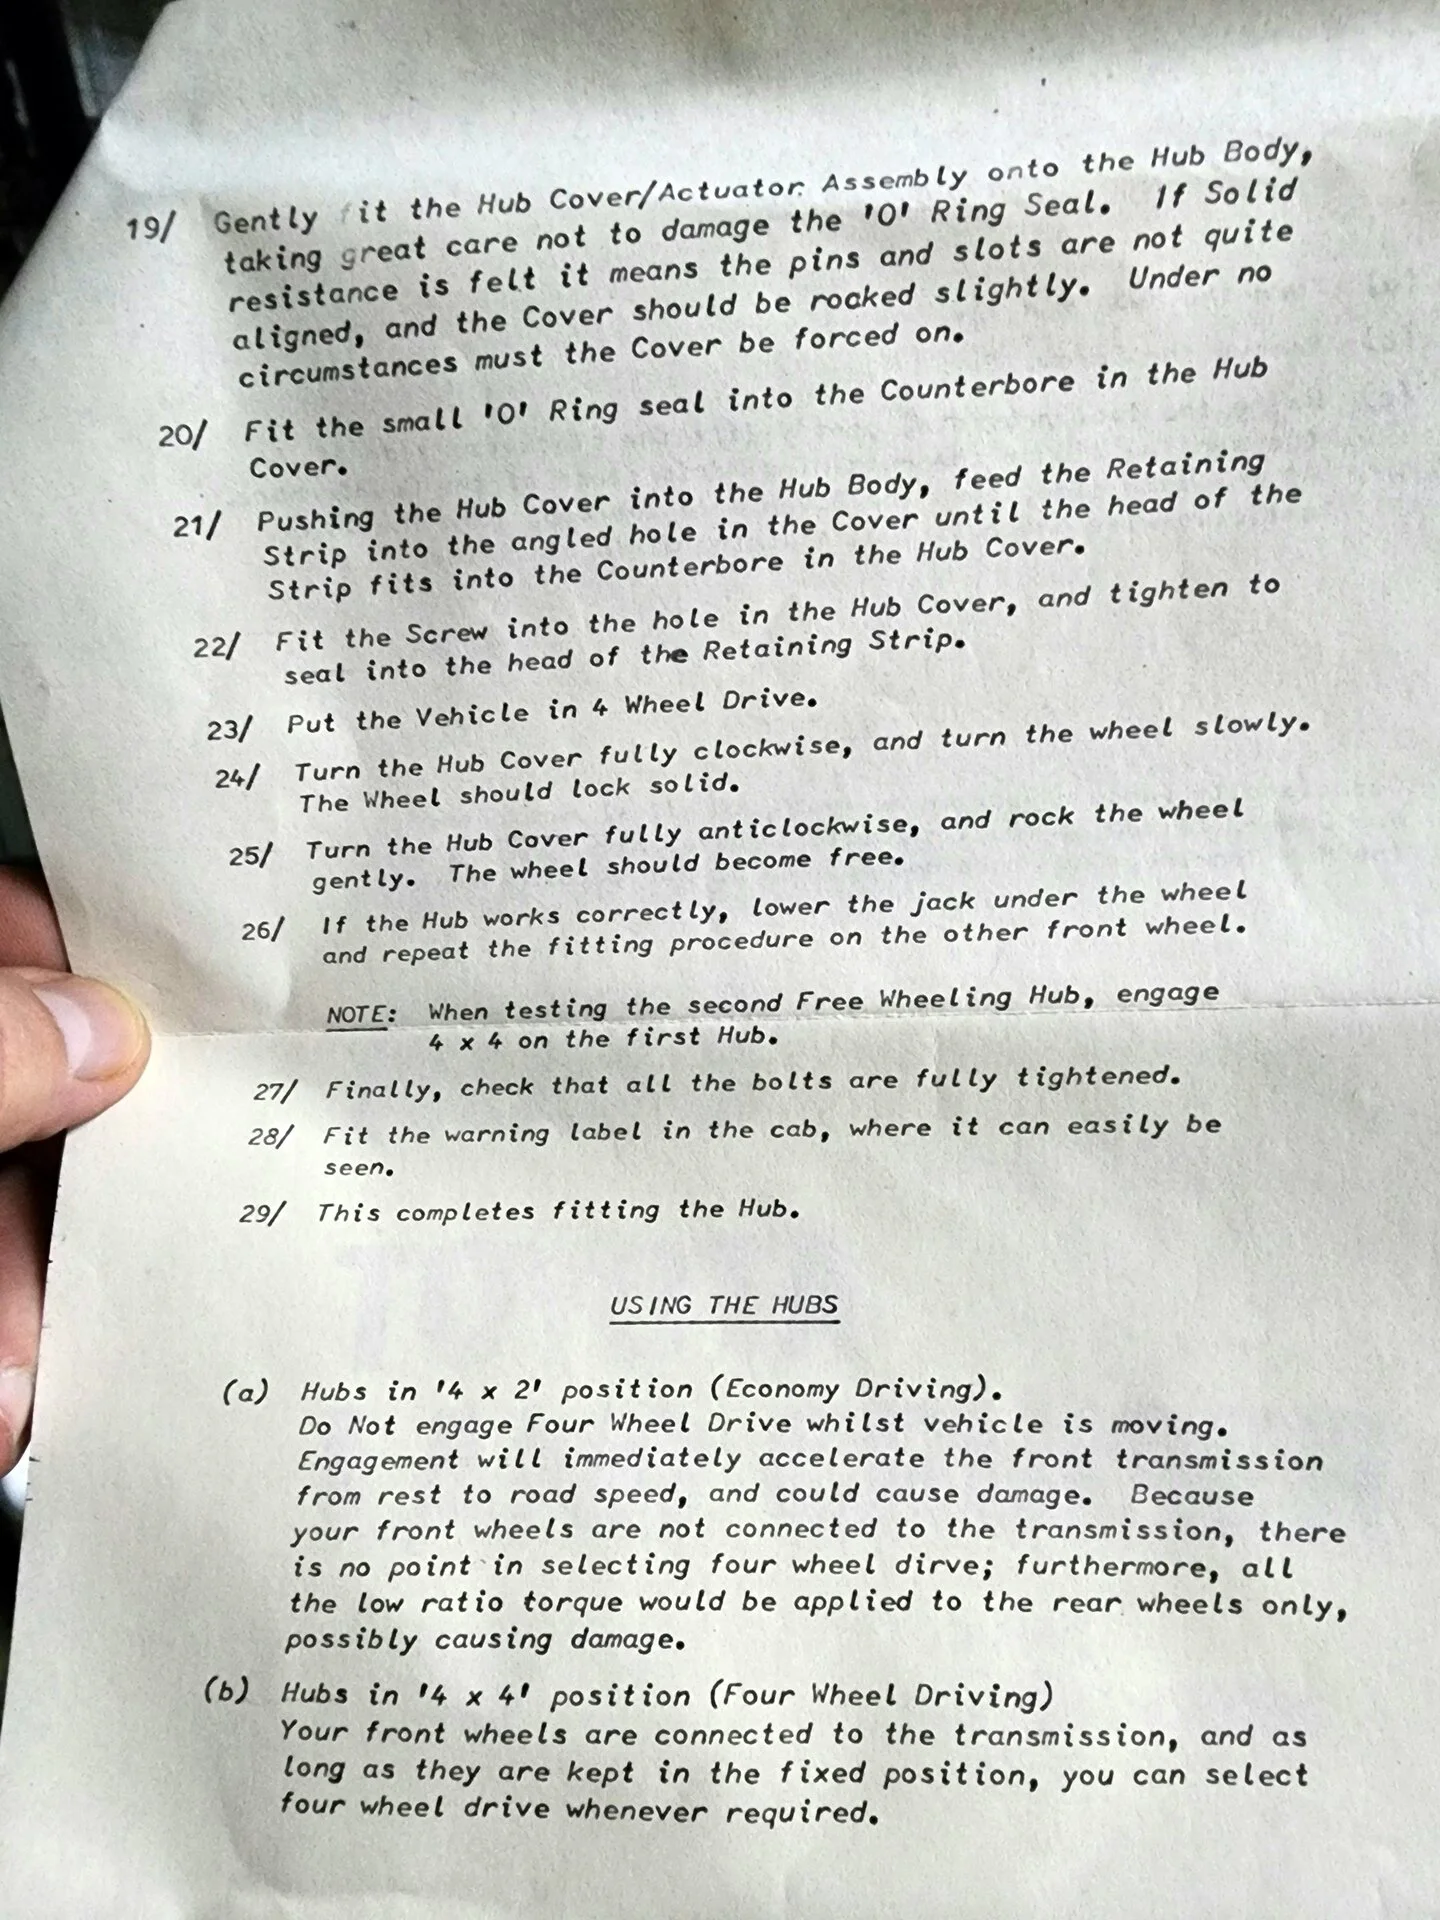 19/ Gently fit the Hub Cover/Actuator Assembly onto the Hub Body,
taking great care not to damage the 'O' Ring Seal. If Solid
resistance is felt it means the pins and slots are not quite
aligned, and the Cover should be rocked slightly. Under no
circumstances must the Cover be forced on.
20/ Fit the small 'O' Ring seal into the Counterbore in the Hub
Cover.
21/ Pushing the Hub Cover into the Hub Body, feed the Retaining
Strip into the angled hole in the Cover until the head of the
Strip fits into the Counterbore in the Hub Cover.
22/ Fit the Screw into the hole in the Hub Cover, and tighten to
seal into the head of the Retaining Strip.
23/ Put the Vehicle in 4 Wheel Drive.
24/ Turn the Hub Cover fully clockwise, and turn the wheel slowly.
The Wheel should lock solid.
25/ Turn the Hub Cover fully anticlockwise, and rock the wheel
gently. The wheel should become free.
26/ If the Hub works correctly, lower the jack under the wheel
and repeat the fitting procedure on the other front wheel.
NOTE: When testing the second Free Wheeling Hub, engage
4 x 4 on the first Hub.
27/ Finally, check that all the bolts are fully tightened.
28/ Fit the warning label in the cab, where it can easily be
seen.
29/ This completes fitting the Hub.
USING THE HUBS
(a) Hubs in '4 x 2' position (Economy Driving).
Do Not engage Four Wheel Drive whilst vehicle is moving.
Engagement will immediately accelerate the front transmission
from rest to road speed, and could cause damage. Because
your front wheels are not connected to the transmission, there
is no point in selecting four wheel dirve; furthermore, all
the low ratio torque would be applied to the rear wheels only,
possibly causing damage.
(b) Hubs in '4 x 4' position (Four Wheel Driving)
Your front wheels are connected to the transmission, and as
long as they are kept in the fixed position, you can select
four wheel drive whenever required.